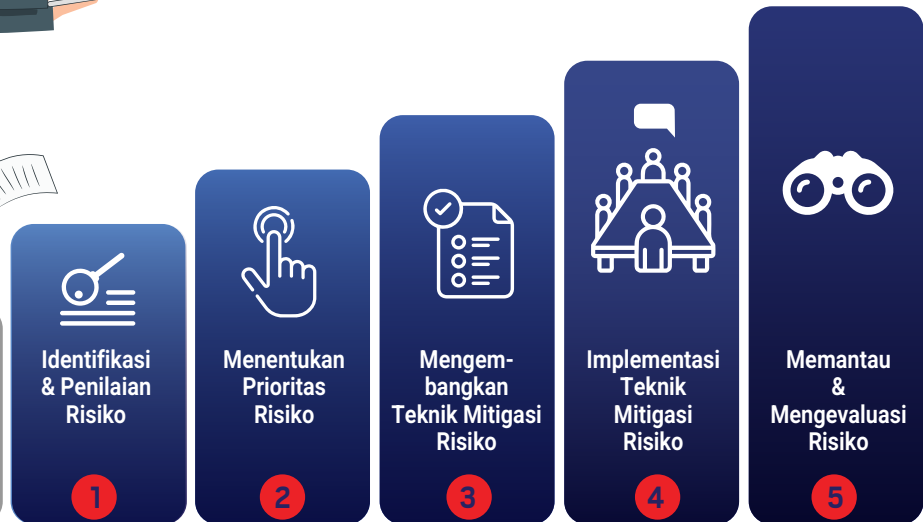 Identifikasi
& Penilaian
Risiko
1
Menentukan
Prioritas
Risiko
2
Mengem-
bangkan
Teknik Mitigasi
Risiko
3
Implementasi
Teknik
Mitigasi
Risiko
4
Memantau
&
Mengevaluasi
Risiko
5